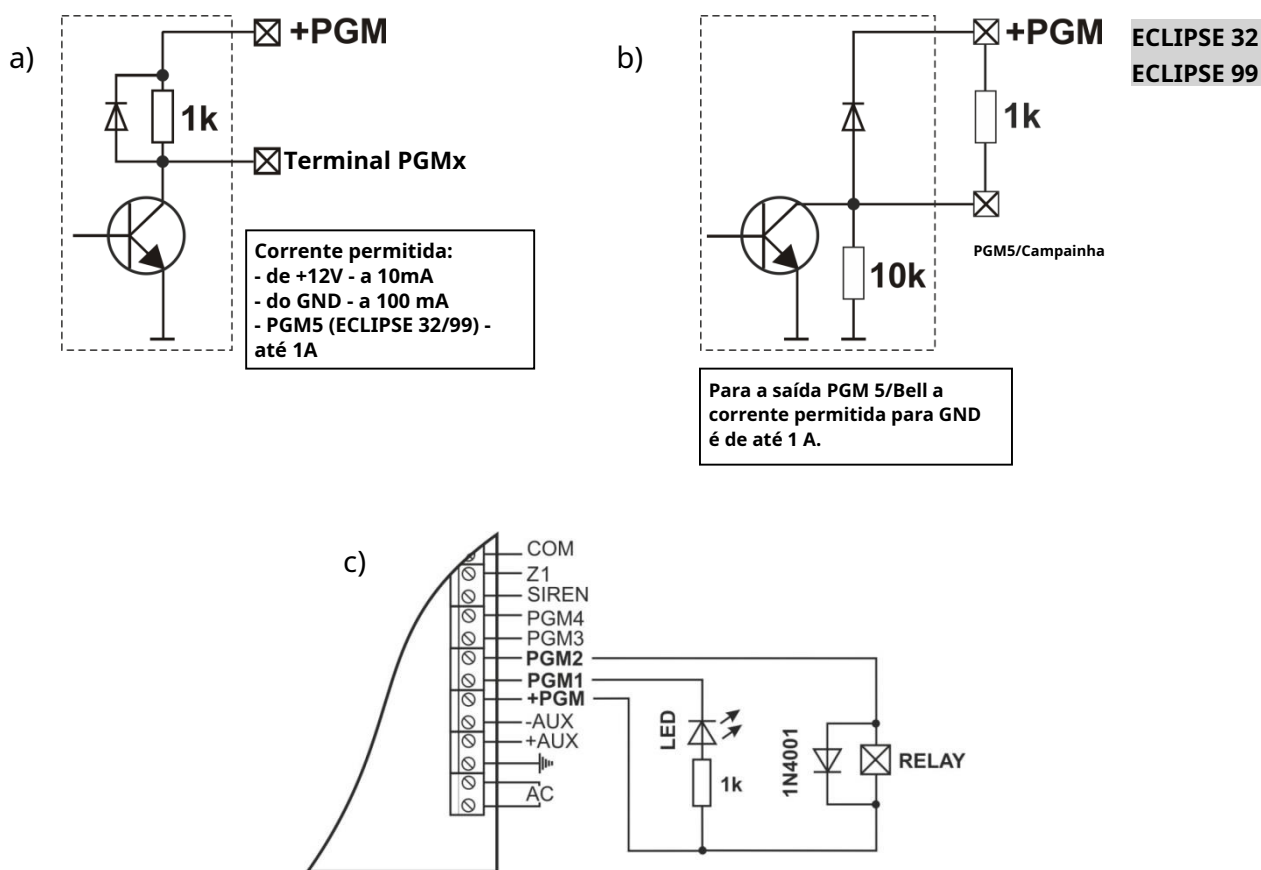 a)
+PGM
1k
Terminal PGMx
Corrente permitida:
- de +12V - a 10mA
- do GND - a 100 mA
- PGM5 (ECLIPSE 32/99) -
até 1A
b)
+PGM
ECLIPSE 32
ECLIPSE 99
1k
10k
PGM5/Campainha
Para a saída PGM 5/Bell a
corrente permitida para GND
é de até 1 A.
c)
COM
Z1
SIREN
PGM4
PGM3
PGM2
PGM1
+PGM
-AUX
+AUX
AC
LED
1k
1N4001
RELAY